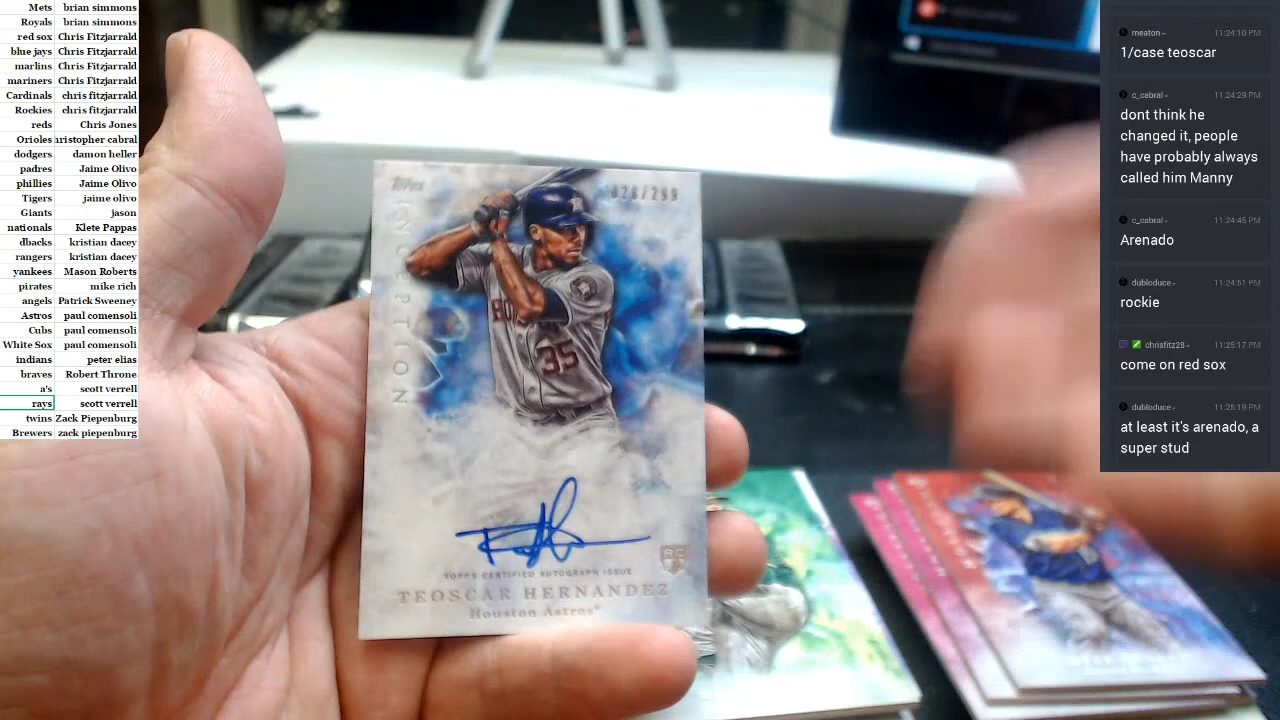 Mets brian simmons
Royals brian simmons
red sox Chris Fitzjarrald
blue jays Chris Fitzjarrald
marlins Chris Fitzjarrald
mariners Chris Fitzjarrald
Cardinals chris fitzjarrald
Rockies chris fitzjarrald
reds Chris Jones
Orioles hristopher cabral
dodgers damon heller
padres Jaime Olivo
phillies Jaime Olivo
Tigers jaime olivo
Giants jason
nationals Klete Pappas
dbacks kristian dacey
rangers kristian dacey
yankees Mason Roberts
pirates mike rich
angels Patrick Sweeney
Astros paul comensoli
Cubs paul comensoli
White Sox paul comensoli
indians peter elias
braves Robert Throne
a's scott verrell
rays scott verrell
twins Zack Piepenburg
Brewers zack piepenburg
Topps
028/299
INCEPTION
35
TOPPS CERTIFIED AUTOGRAPH ISSUE
RC
TEOSCAR HERNANDEZ
Houston Astros®
meaton 11:24:10 PM
1/case teoscar
c_cabral 11:24:29 PM
dont think he
changed it, people
have probably always
called him Manny
c_cabral 11:24:45 PM
Arenado
dubloduce 11:24:51 PM
rockie
chrisfitz28 11:25:17 PM
come on red sox
dubloduce 11:25:19 PM
at least it's arenado, a
super stud